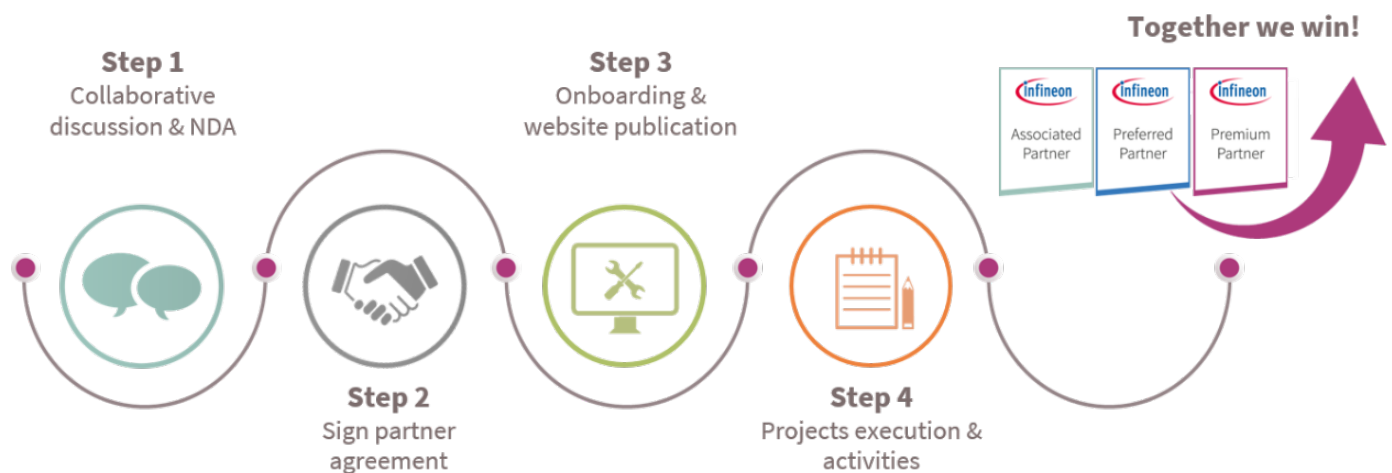 Together we win!
Step 1
Collaborative
discussion & NDA
Step 3
Onboarding &
website publication
infineon
Associated
Partner
infineon
Preferred
Partner
infineon
Premium
Partner
Step 2
Sign partner
agreement
Step 4
Projects execution &
activities